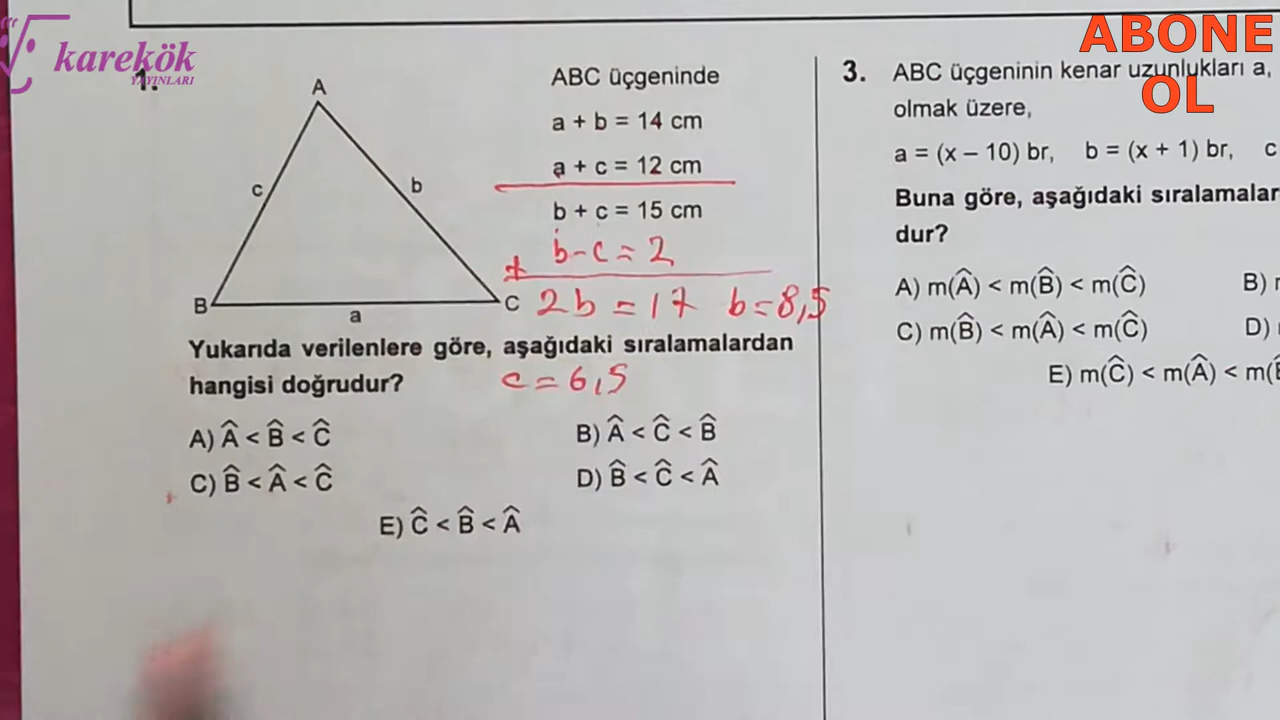 karekök
YAYINLARI
ABONE
OL
1.
A
c
b
B
C
a
ABC üçgeninde
a + b = 14 cm
a + c = 12 cm
b + c = 15 cm
+ b - c = 2
2b = 17 b = 8,5
Yukarıda verilenlere göre, aşağıdaki sıralamalardan
hangisi doğrudur?
c = 6,5
A) Â < B̂ < Ĉ
B) Â < Ĉ < B̂
C) B̂ < Â < Ĉ
D) B̂ < Ĉ < Â
E) Ĉ < B̂ < Â
3. ABC üçgeninin kenar uzunlukları a,
olmak üzere,
a = (x – 10) br, b = (x + 1) br, c
Buna göre, aşağıdaki sıralamalar
dur?
A) m(Â) < m(B̂) < m(Ĉ)
B)
C) m(B̂) < m(Â) < m(Ĉ)
D)
E) m(Ĉ) < m(Â) < m(